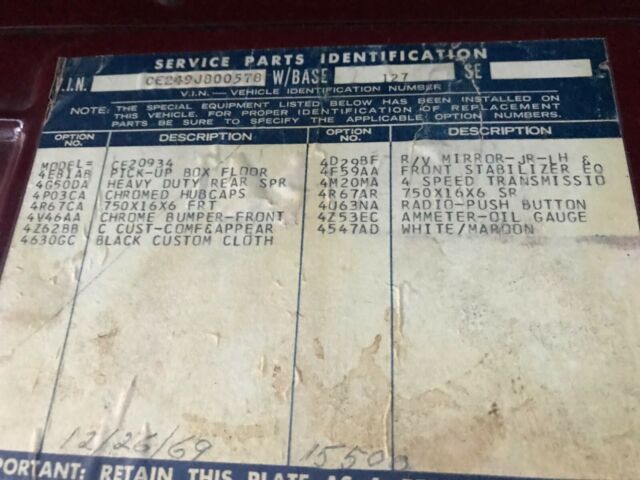 SERVICE PARTS IDENTIFICATION
V.I.N. CE249J800578 W/BASE 127 SE
V.I.N.—VEHICLE IDENTIFICATION NUMBER
NOTE: THE SPECIAL EQUIPMENT LISTED BELOW HAS BEEN INSTALLED ON
THIS VEHICLE. FOR PROPER IDENTIFICATION OF REPLACEMENT
PARTS BE SURE TO SPECIFY THE APPLICABLE OPTION NUMBERS.
OPTION NO. DESCRIPTION OPTION NO. DESCRIPTION
MODEL= CE20934 4D29BF R/V MIRROR-JR-LH &
4E81AB PICK-UP BOX FLOOR 4F59AA FRONT STABILIZER EQ
4G50DA HEAVY DUTY REAR SPR 4M20MA 4 SPEED TRANSMISSIO
4P03CA CHROMED HUBCAPS 4R67AR 750X16X6 SR
4R67CA 750X16X6 FRT 4U63NA RADIO-PUSH BUTTON
4V46AA CHROME BUMPER-FRONT 4Z53EC AMMETER-OIL GAUGE
4Z62BB C CUST-COMF&APPEAR 4547AD WHITE/MAROON
4630GC BLACK CUSTOM CLOTH
12/26/69 15500
PORTANT: RETAIN THIS PLATE AS A